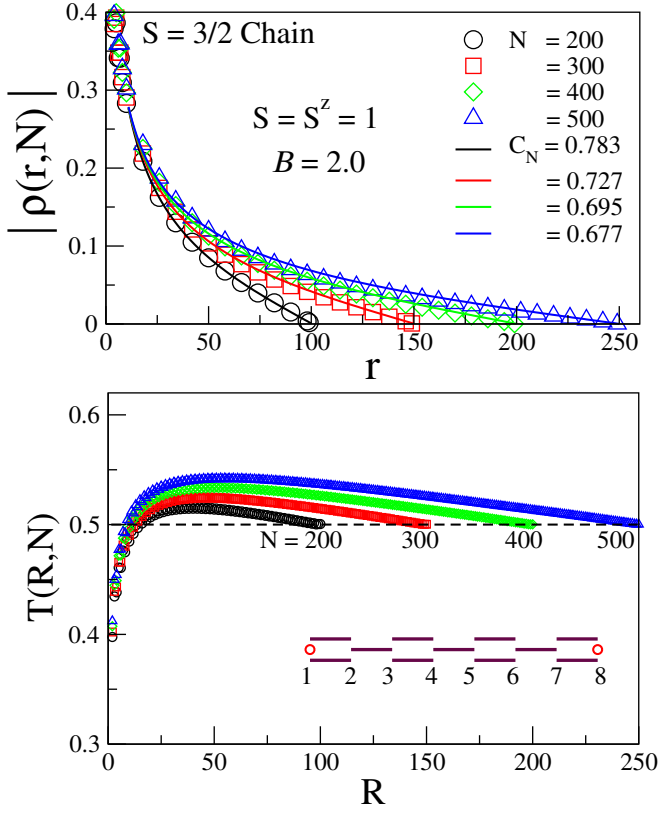 S = 3/2 Chain
N = 200
= 300
= 400
= 500
C_N = 0.783
= 0.727
= 0.695
= 0.677
S = S^z = 1
B = 2.0
| ρ(r,N) |
0.4
0.3
0.2
0.1
0
0 50 100 150 200 250
r
T(R,N)
0.6
0.5
0.4
0.3
N = 200 300 400 500
1 2 3 4 5 6 7 8
0 50 100 150 200 250
R